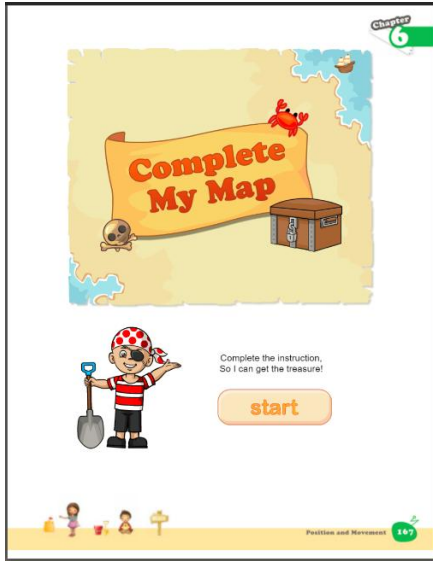 Chapter
6
Complete
My Map
Complete the instruction,
So I can get the treasure!
start
Position and Movement 167